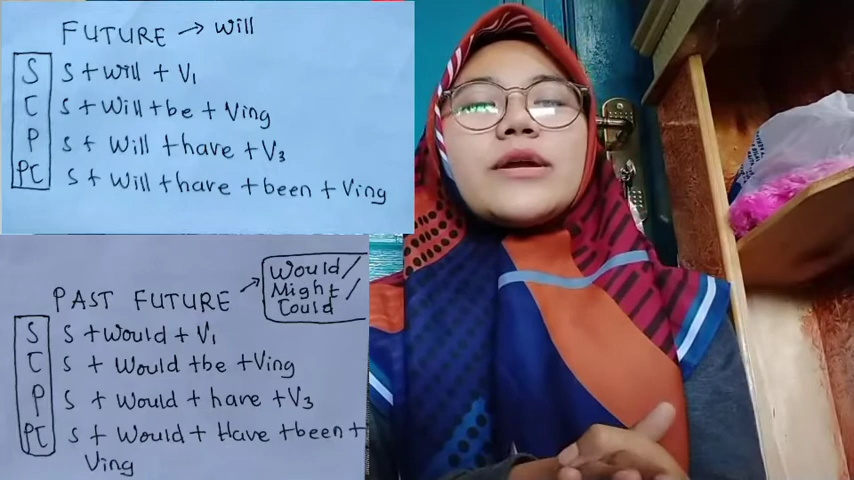 FUTURE → will
S S + will + V1
C S + Will + be + Ving
P S + Will + have + V3
PC S + Will + have + been + Ving
PAST FUTURE → Would/
Might/
Could
S S + Would + V1
C S + Would + be + Ving
P S + Would + have + V3
PC S + Would + Have + been +
Ving